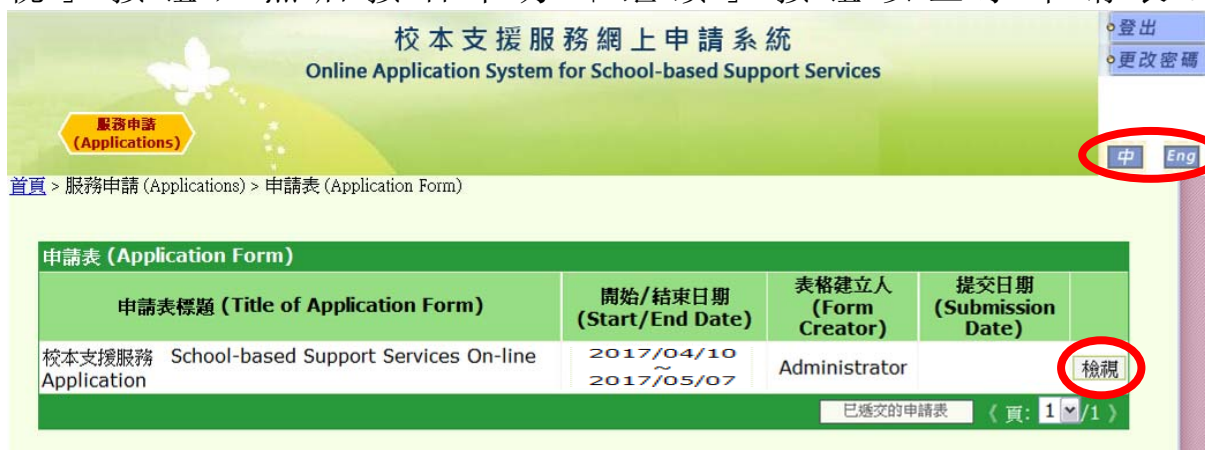 校本支援服務網上申請系統
Online Application System for School-based Support Services
登出
更改密碼
服務申請
(Applications)
中 Eng
首頁 > 服務申請 (Applications) > 申請表 (Application Form)
申請表 (Application Form)
申請表標題 (Title of Application Form)
開始/結束日期
(Start/End Date)
表格建立人
(Form
Creator)
提交日期
(Submission
Date)
校本支援服務 School-based Support Services On-line
Application
2017/04/10
~
2017/05/07
Administrator
檢視
已遞交的申請表
《 頁: 1 /1 》